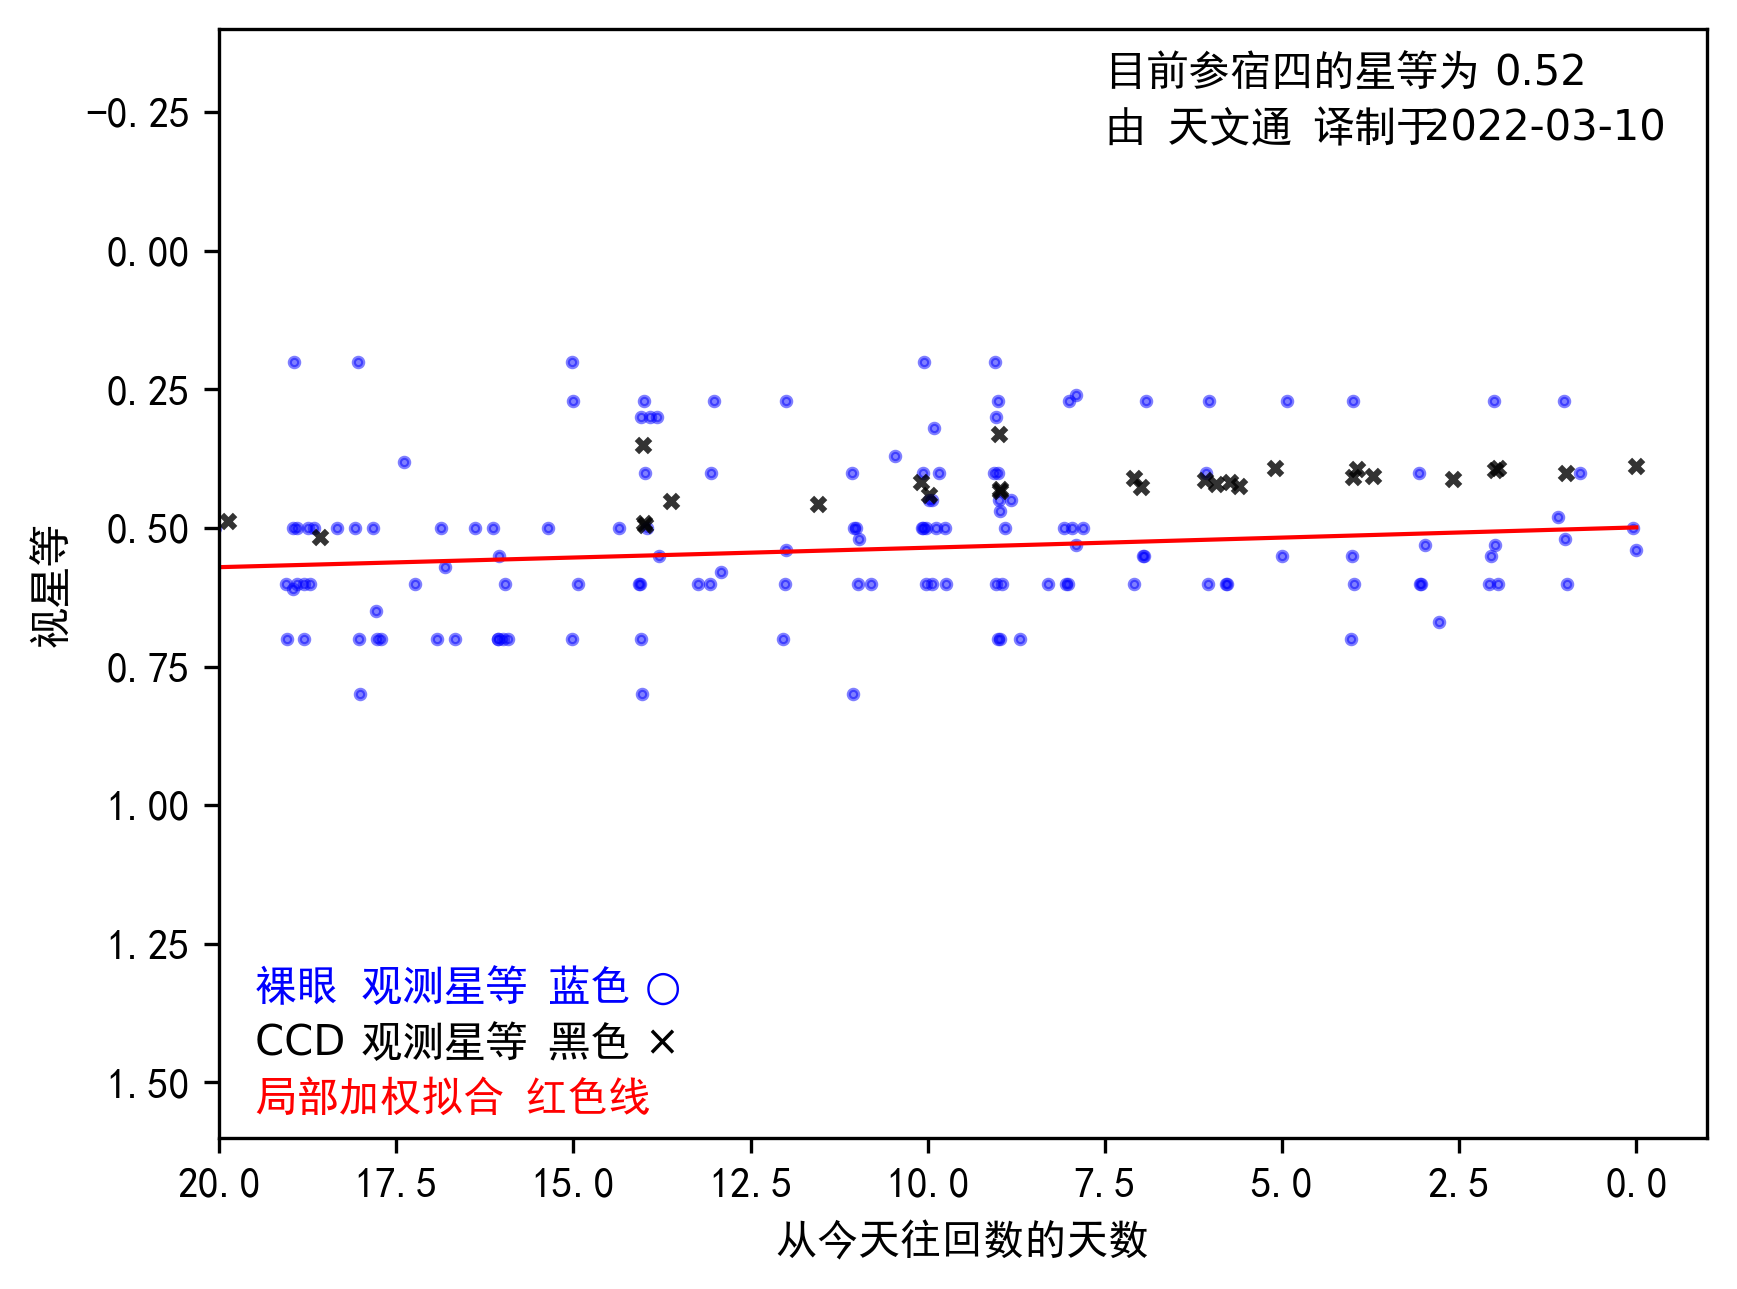 目前参宿四的星等为 0.52
由 天文通 译制于2022-03-10
视星等
−0.25
0.00
0.25
0.50
0.75
1.00
1.25
1.50
裸眼 观测星等 蓝色 ○
CCD 观测星等 黑色 ×
局部加权拟合 红色线
20.0 17.5 15.0 12.5 10.0 7.5 5.0 2.5 0.0
从今天往回数的天数